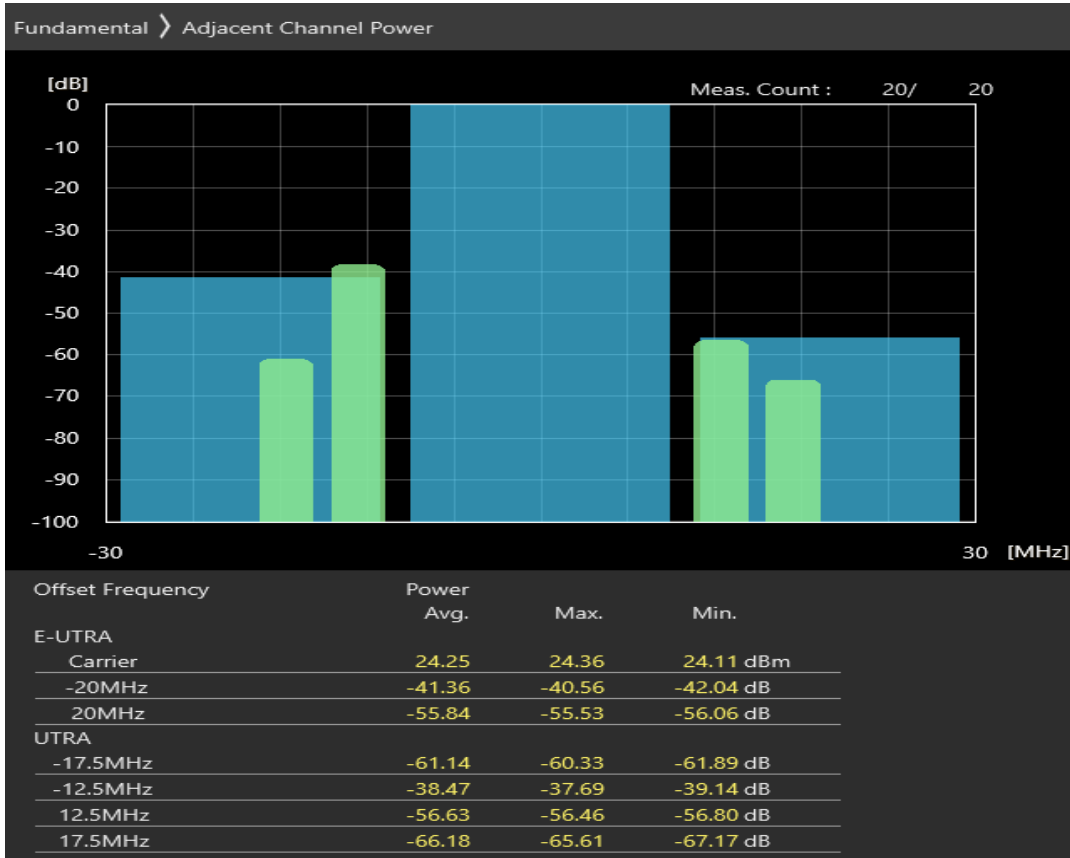 Fundamental ❯ Adjacent Channel Power
[dB]
Meas. Count : 20/ 20
0
-10
-20
-30
-40
-50
-60
-70
-80
-90
-100
-30 30 [MHz]
Offset Frequency Power
Avg. Max. Min.
E-UTRA
Carrier 24.25 24.36 24.11 dBm
-20MHz -41.36 -40.56 -42.04 dB
20MHz -55.84 -55.53 -56.06 dB
UTRA
-17.5MHz -61.14 -60.33 -61.89 dB
-12.5MHz -38.47 -37.69 -39.14 dB
12.5MHz -56.63 -56.46 -56.80 dB
17.5MHz -66.18 -65.61 -67.17 dB